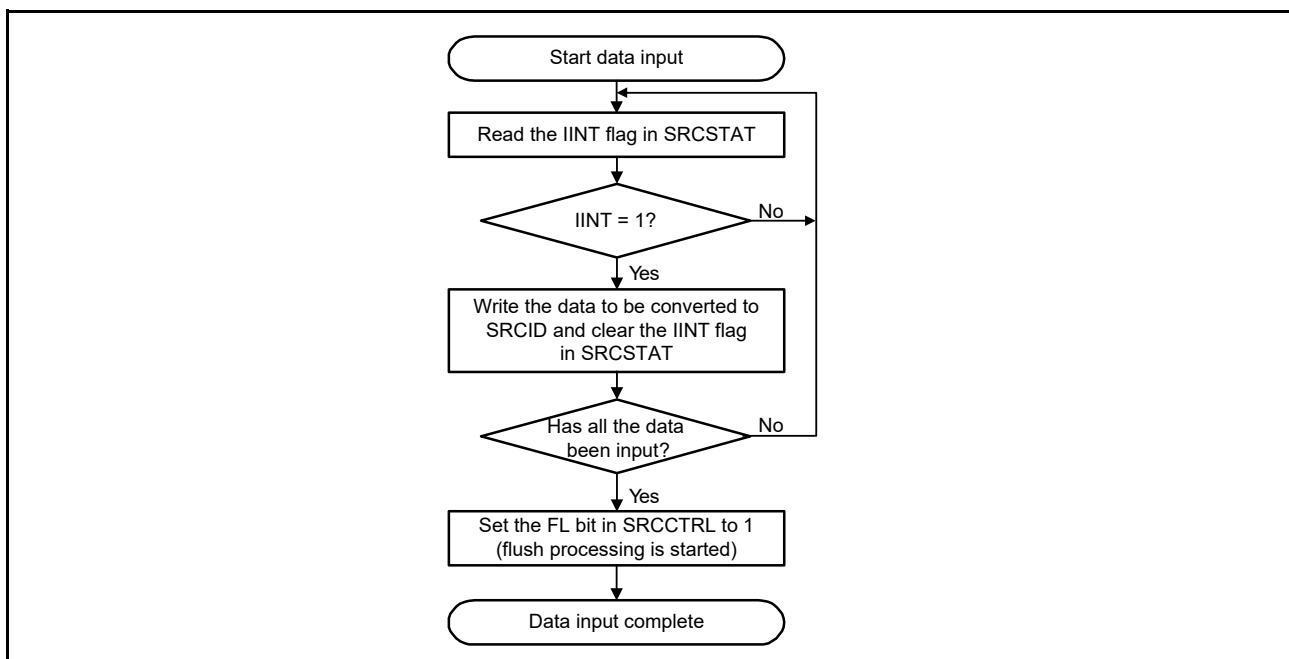 Start data input
Read the IINT flag in SRCSTAT
IINT = 1?
No
Yes
Write the data to be converted to
SRCID and clear the IINT flag
in SRCSTAT
Has all the data
been input?
No
Yes
Set the FL bit in SRCCTRL to 1
(flush processing is started)
Data input complete